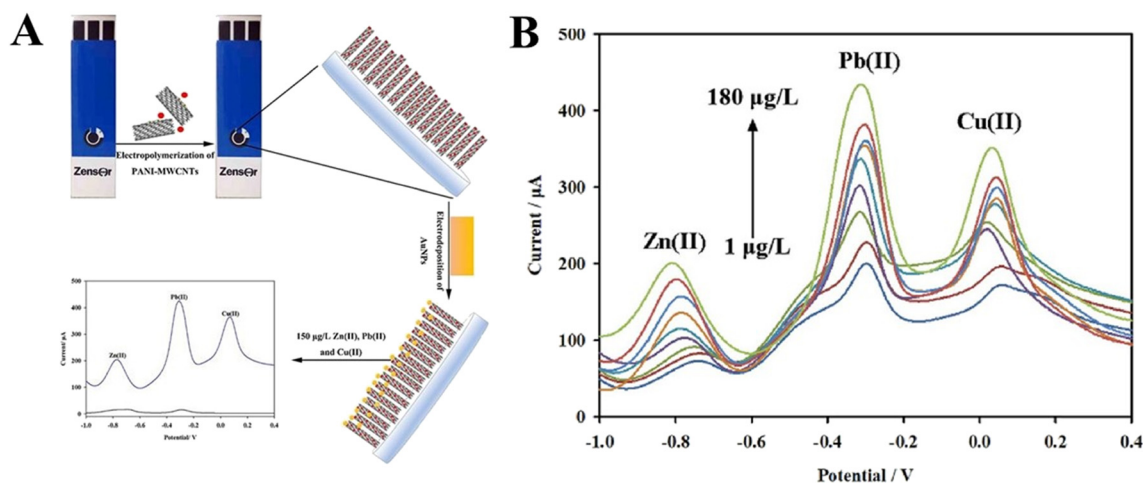 A
Zensor
Zensor
Electropolymerization of
PANI-MWCNTs
Electrodeposition of
AuNPs
150 µg/L Zn(II), Pb(II)
and Cu(II)
500
400
300
200
100
0
Current/ µA
Zn(II)
Pb(II)
Cu(II)
-1.0
-0.8
-0.6
-0.4
-0.2
0.0
0.2
0.4
Potential/ V
B
500
400
300
200
100
0
Current / µA
Zn(II)
180 µg/L
1 µg/L
Pb(II)
Cu(II)
-1.0
-0.8
-0.6
-0.4
-0.2
0.0
0.2
0.4
Potential / V